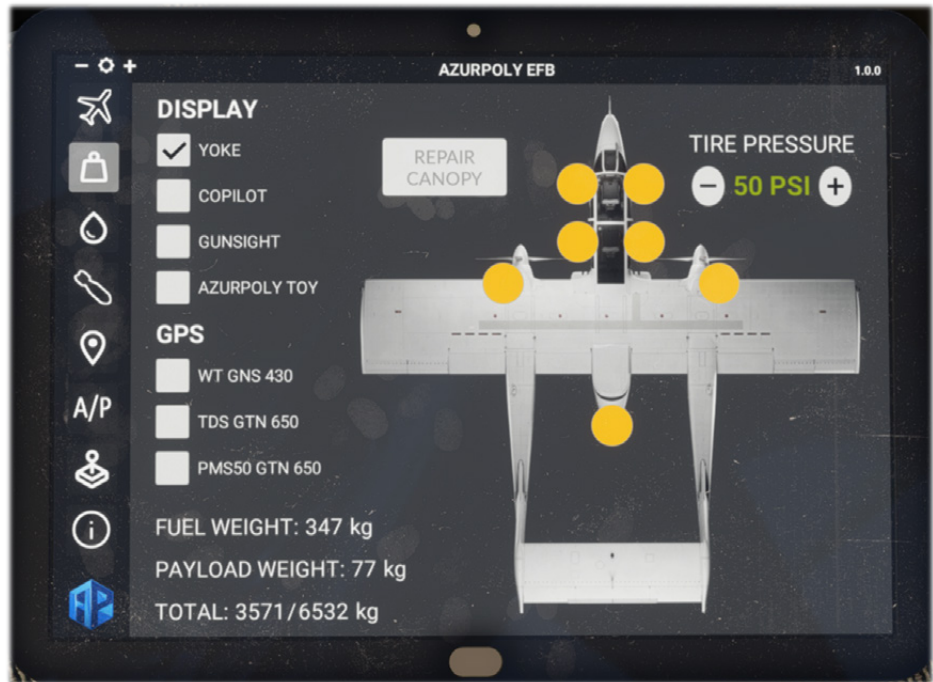 AZURPOLY EFB
1.0.0
DISPLAY
YOKE
COPILOT
GUNSIGHT
AZURPOLY TOY
GPS
WT GNS 430
TDS GTN 650
PMS50 GTN 650
FUEL WEIGHT: 347 kg
PAYLOAD WEIGHT: 77 kg
TOTAL: 3571/6532 kg
REPAIR
CANOPY
TIRE PRESSURE
50 PSI
A/P